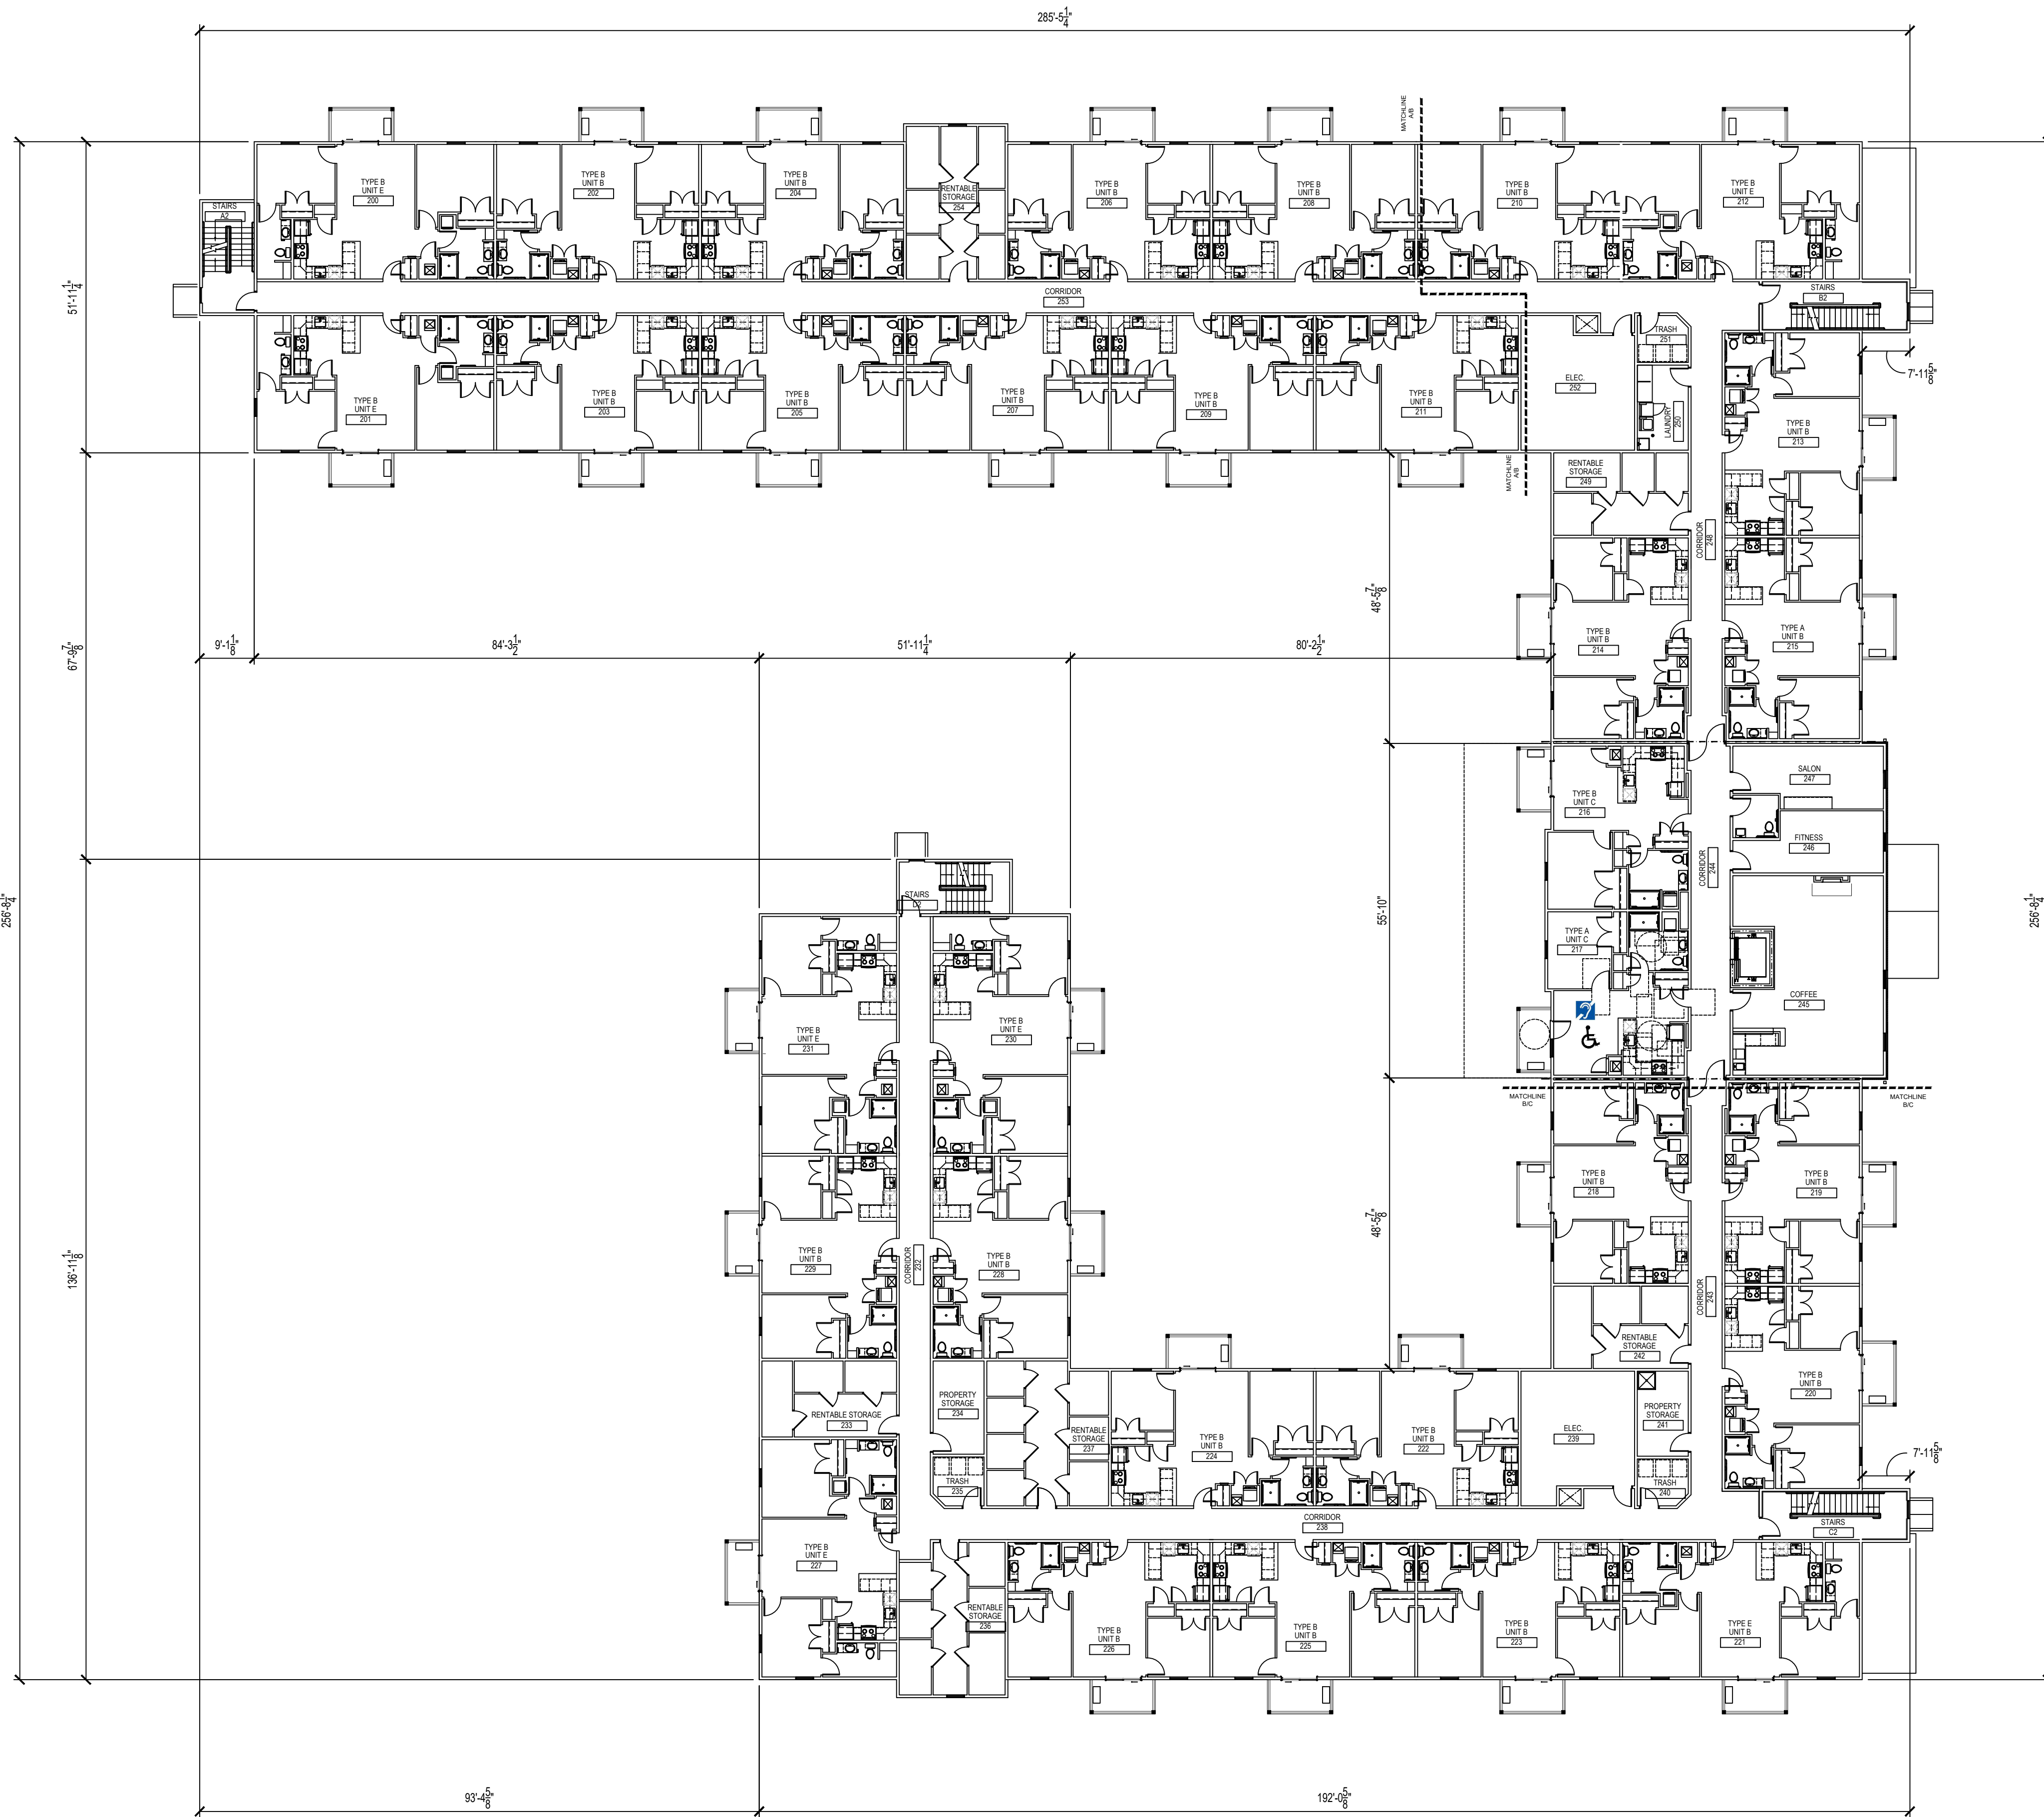 285'-5 1/4"
MATCHLINE
A/B
TYPE B
UNIT E
200
TYPE B
UNIT B
202
TYPE B
UNIT B
204
RENTABLE
STORAGE
254
TYPE B
UNIT B
206
TYPE B
UNIT B
208
TYPE B
UNIT B
210
TYPE B
UNIT E
212
STAIRS
A2
CORRIDOR
253
STAIRS
B2
51'-11 1/4"
TRASH
251
7'-11 5/8"
ELEC.
252
LAUNDRY
250
TYPE B
UNIT E
201
TYPE B
UNIT B
203
TYPE B
UNIT B
205
TYPE B
UNIT B
207
TYPE B
UNIT B
209
TYPE B
UNIT B
211
TYPE B
UNIT B
213
MATCHLINE
A/B
RENTABLE
STORAGE
249
CORRIDOR
248
48'-5 7/8"
67'-9 7/8"
9'-1 1/8"
84'-3 1/2"
51'-11 1/4"
80'-2 1/2"
TYPE B
UNIT B
214
TYPE A
UNIT B
215
SALON
247
TYPE B
UNIT C
216
FITNESS
246
CORRIDOR
244
256'-8 1/4"
55'-10"
256'-8 1/4"
STAIRS
D2
TYPE A
UNIT C
217
COFFEE
245
TYPE B
UNIT E
231
TYPE B
UNIT E
230
MATCHLINE
B/C
MATCHLINE
B/C
TYPE B
UNIT B
218
TYPE B
UNIT B
219
48'-5 7/8"
136'-11 1/8"
TYPE B
UNIT B
229
CORRIDOR
232
TYPE B
UNIT B
228
CORRIDOR
243
RENTABLE
STORAGE
242
TYPE B
UNIT B
220
RENTABLE STORAGE
233
PROPERTY
STORAGE
234
RENTABLE
STORAGE
237
TYPE B
UNIT B
224
TYPE B
UNIT B
222
ELEC.
239
PROPERTY
STORAGE
241
7'-11 5/8"
TRASH
235
TRASH
240
CORRIDOR
238
STAIRS
C2
TYPE B
UNIT E
227
RENTABLE
STORAGE
236
TYPE B
UNIT B
226
TYPE B
UNIT B
225
TYPE B
UNIT B
223
TYPE E
UNIT B
221
93'-4 5/8"
192'-0 5/8"